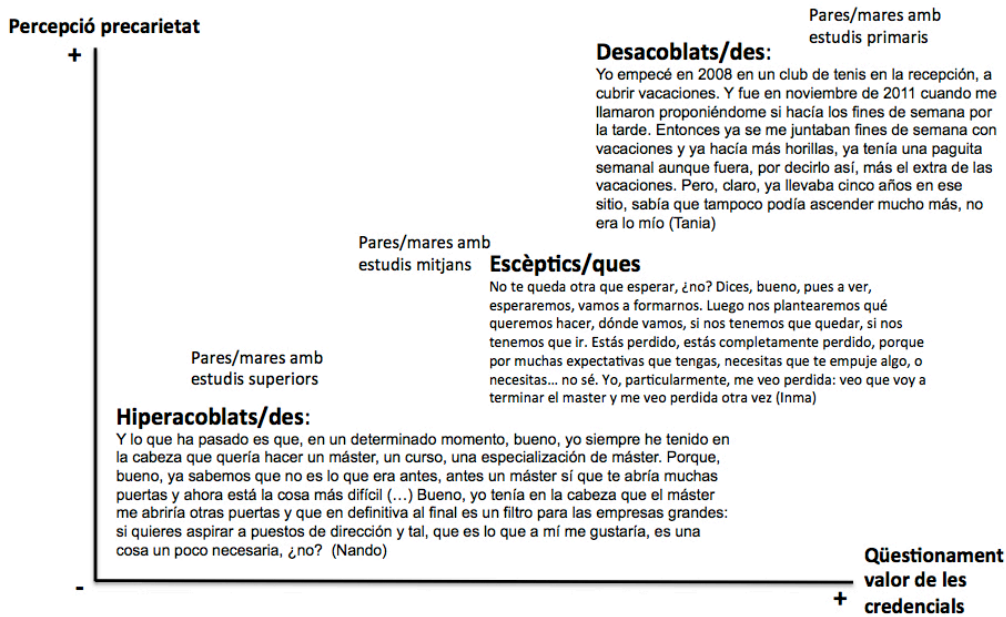 Percepció precarietat
+
Pares/mares amb
estudis primaris
Desacoblats/des:
Yo empecé en 2008 en un club de tenis en la recepción, a
cubrir vacaciones. Y fue en noviembre de 2011 cuando me
llamaron proponiéndome si hacía los fines de semana por
la tarde. Entonces ya se me juntaban fines de semana con
vacaciones y ya hacía más horillas, ya tenía una paguita
semanal aunque fuera, por decirlo así, más el extra de las
vacaciones. Pero, claro, ya llevaba cinco años en ese
sitio, sabía que tampoco podía ascender mucho más, no
era lo mío (Tania)
Pares/mares amb
estudis mitjans
Escèptics/ques
No te queda otra que esperar, ¿no? Dices, bueno, pues a ver,
esperaremos, vamos a formarnos. Luego nos plantearemos qué
queremos hacer, dónde vamos, si nos tenemos que quedar, si nos
tenemos que ir. Estás perdido, estás completamente perdido, porque
por muchas expectativas que tengas, necesitas que te empuje algo, o
necesitas... no sé. Yo, particularmente, me veo perdida: veo que voy a
terminar el master y me veo perdida otra vez (Inma)
Pares/mares amb
estudis superiors
Hiperacoblats/des:
Y lo que ha pasado es que, en un determinado momento, bueno, yo siempre he tenido en
la cabeza que quería hacer un máster, un curso, una especialización de máster. Porque,
bueno, ya sabemos que no es lo que era antes, antes un máster sí que te abría muchas
puertas y ahora está la cosa más difícil (...) Bueno, yo tenía en la cabeza que el máster
me abriría otras puertas y que en definitiva al final es un filtro para las empresas grandes:
si quieres aspirar a puestos de dirección y tal, que es lo que a mí me gustaría, es una
cosa un poco necesaria, ¿no? (Nando)
-
+
Qüestionament
valor de les
credencials